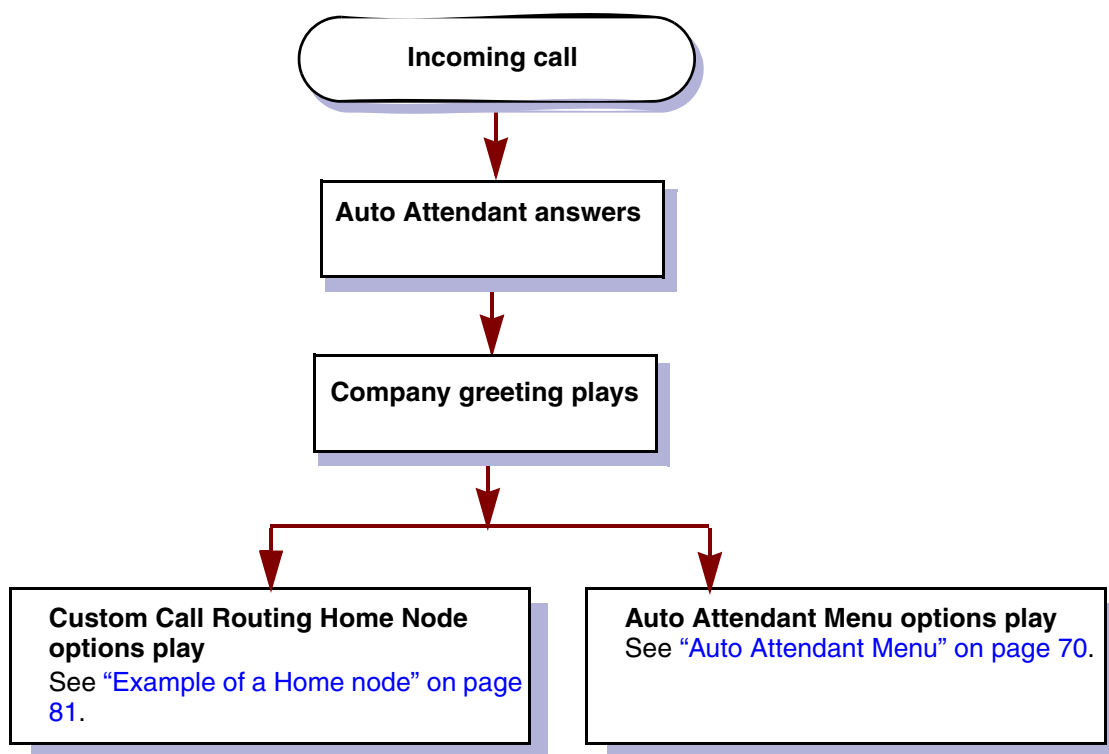 Incoming call
Auto Attendant answers
Company greeting plays
Custom Call Routing Home Node
options play
See “Example of a Home node” on page
81.
Auto Attendant Menu options play
See “Auto Attendant Menu” on page 70.